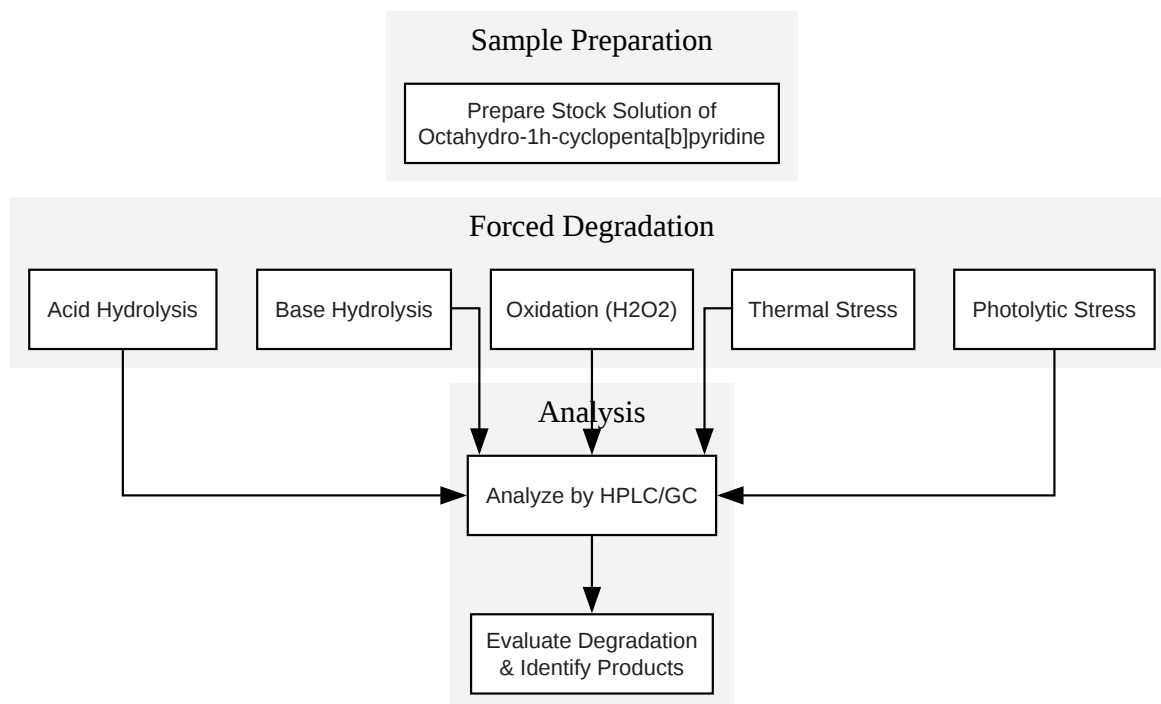 Sample Preparation
Prepare Stock Solution of
Octahydro-1h-cyclopenta[b]pyridine
Forced Degradation
Acid Hydrolysis
Base Hydrolysis
Oxidation (H2O2)
Thermal Stress
Photolytic Stress
Analysis
Analyze by HPLC/GC
Evaluate Degradation
& Identify Products